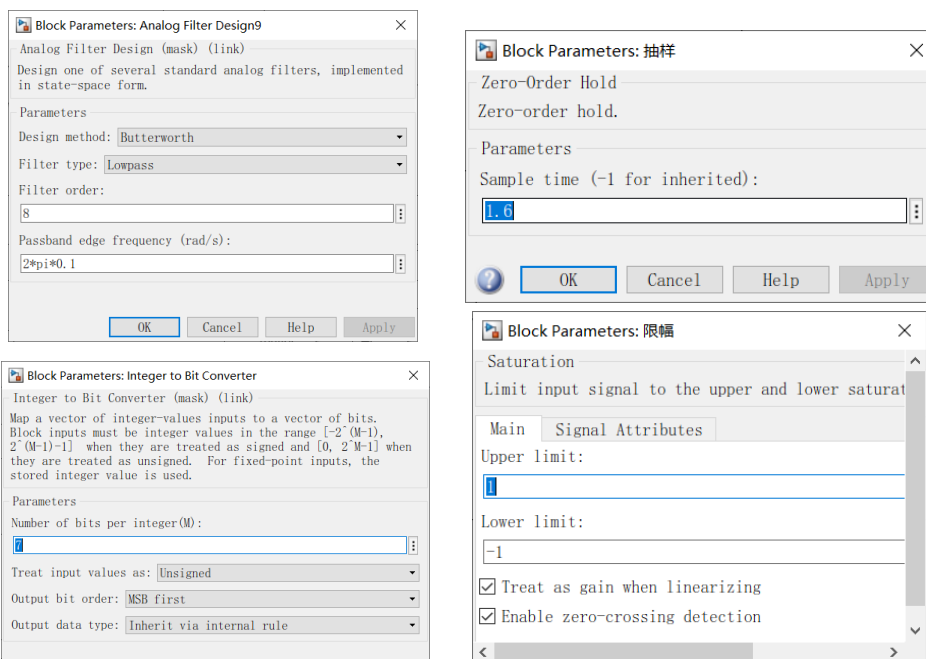 Block Parameters: Analog Filter Design9
Analog Filter Design (mask) (link)
Design one of several standard analog filters, implemented
in state-space form.
Parameters
Design method: Butterworth
Filter type: Lowpass
Filter order:
8
Passband edge frequency (rad/s):
2*pi*0.1
OK Cancel Help Apply
Block Parameters: 抽样
Zero-Order Hold
Zero-order hold.
Parameters
Sample time (-1 for inherited):
1.6
OK Cancel Help Apply
Block Parameters: Integer to Bit Converter
Integer to Bit Converter (mask) (link)
Map a vector of integer-values inputs to a vector of bits.
Block inputs must be integer values in the range [-2^(M-1),
2^(M-1)-1] when they are treated as signed and [0, 2^M-1] when
they are treated as unsigned. For fixed-point inputs, the
stored integer value is used.
Parameters
Number of bits per integer(M):
7
Treat input values as: Unsigned
Output bit order: MSB first
Output data type: Inherit via internal rule
Block Parameters: 限幅
Saturation
Limit input signal to the upper and lower saturat
Main Signal Attributes
Upper limit:
1
Lower limit:
-1
Treat as gain when linearizing
Enable zero-crossing detection